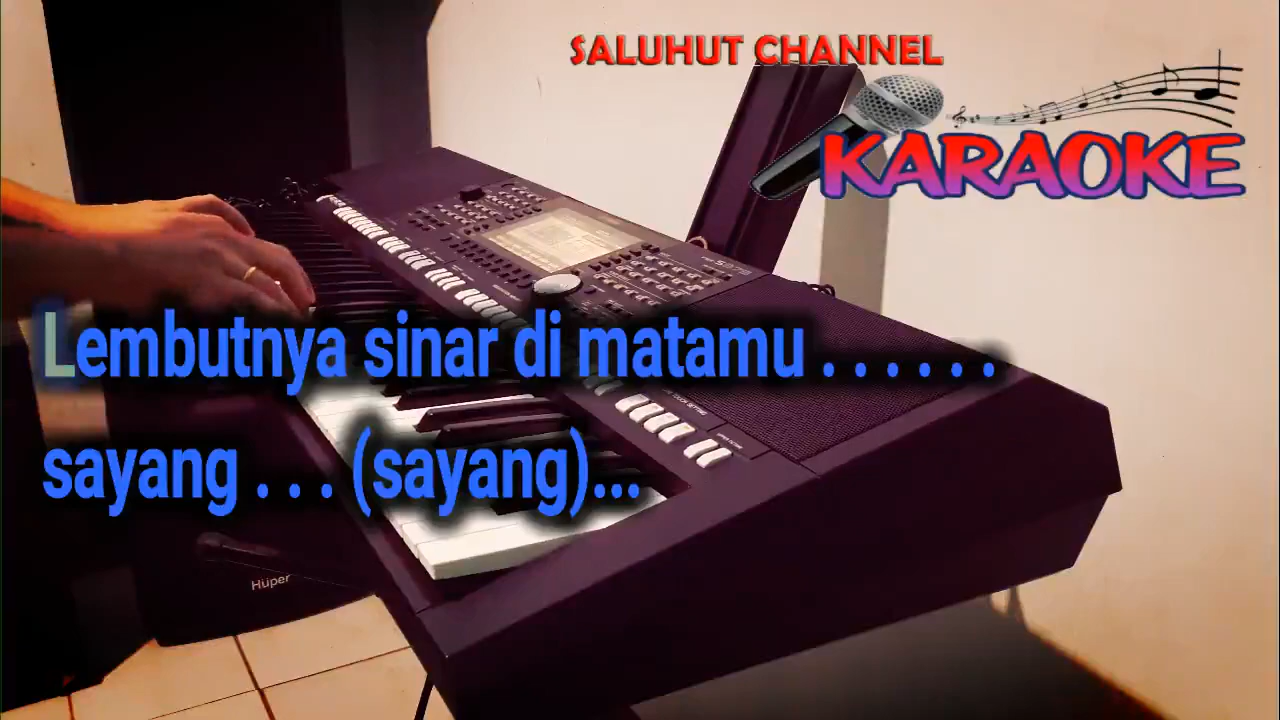 SALUHUT CHANNEL
KARAOKE
Lembutnya sinar di matamu . . . . . .
sayang . . . (sayang)...
Hüper